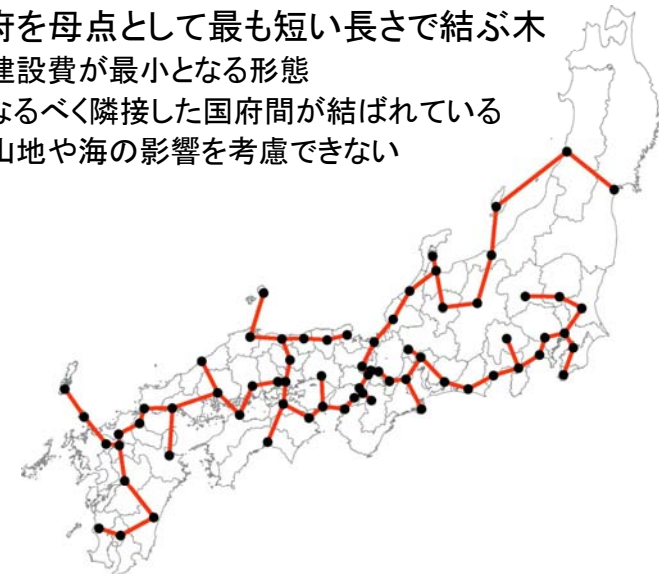 府を母点として最も短い長さで結ぶ木
建設費が最小となる形態
なるべく隣接した国府間が結ばれている
山地や海の影響を考慮できない